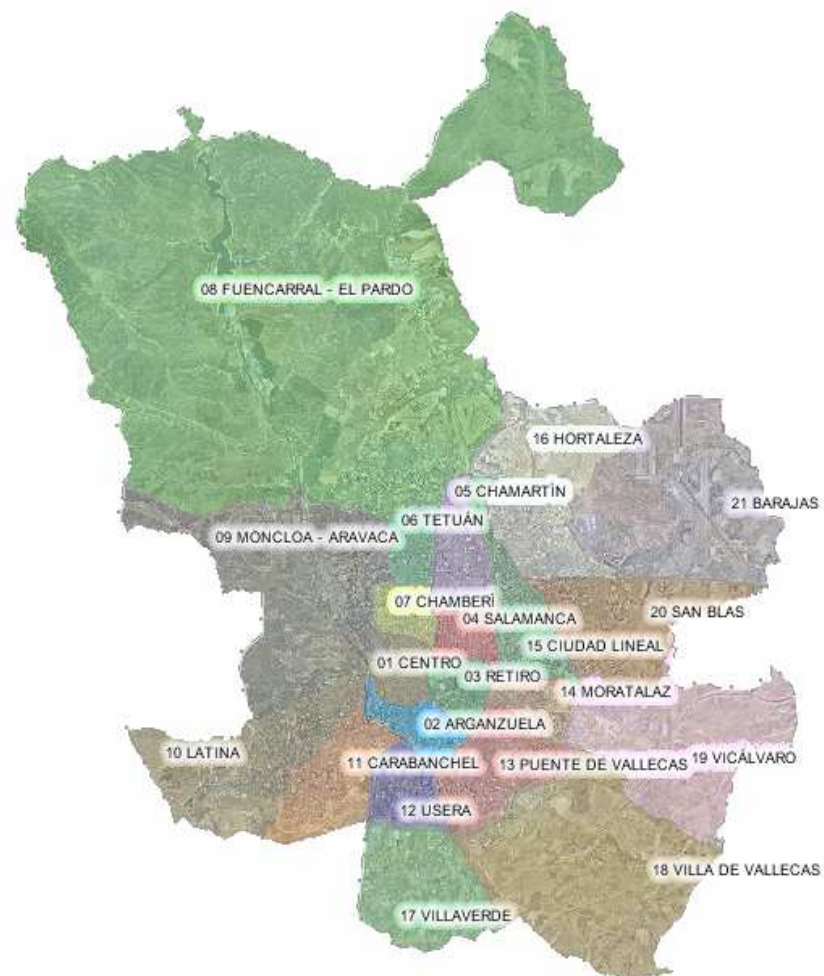 08 FUENCARRAL - EL PARDO
16 HORTALEZA
05 CHAMARTÍN
21 BARAJAS
06 TETUÁN
09 MONCLOA - ARAVACA
07 CHAMBERÍ
20 SAN BLAS
04 SALAMANCA
15 CIUDAD LINEAL
01 CENTRO
03 RETIRO
14 MORATALAZ
02 ARGANZUELA
10 LATINA
11 CARABANCHEL
13 PUENTE DE VALLECAS
19 VICÁLVARO
12 USERA
18 VILLA DE VALLECAS
17 VILLAVERDE